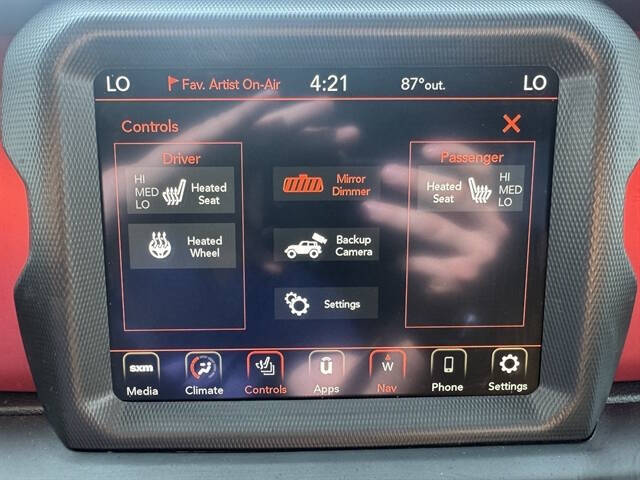 LO Fav. Artist On-Air 4:21 87°out. LO
Controls
Driver
HI
MED
LO
Heated
Seat
Heated
Wheel
Mirror
Dimmer
Backup
Camera
Settings
Passenger
Heated
Seat
HI
MED
LO
sxm
u
W
Media Climate Controls Apps Nav Phone Settings